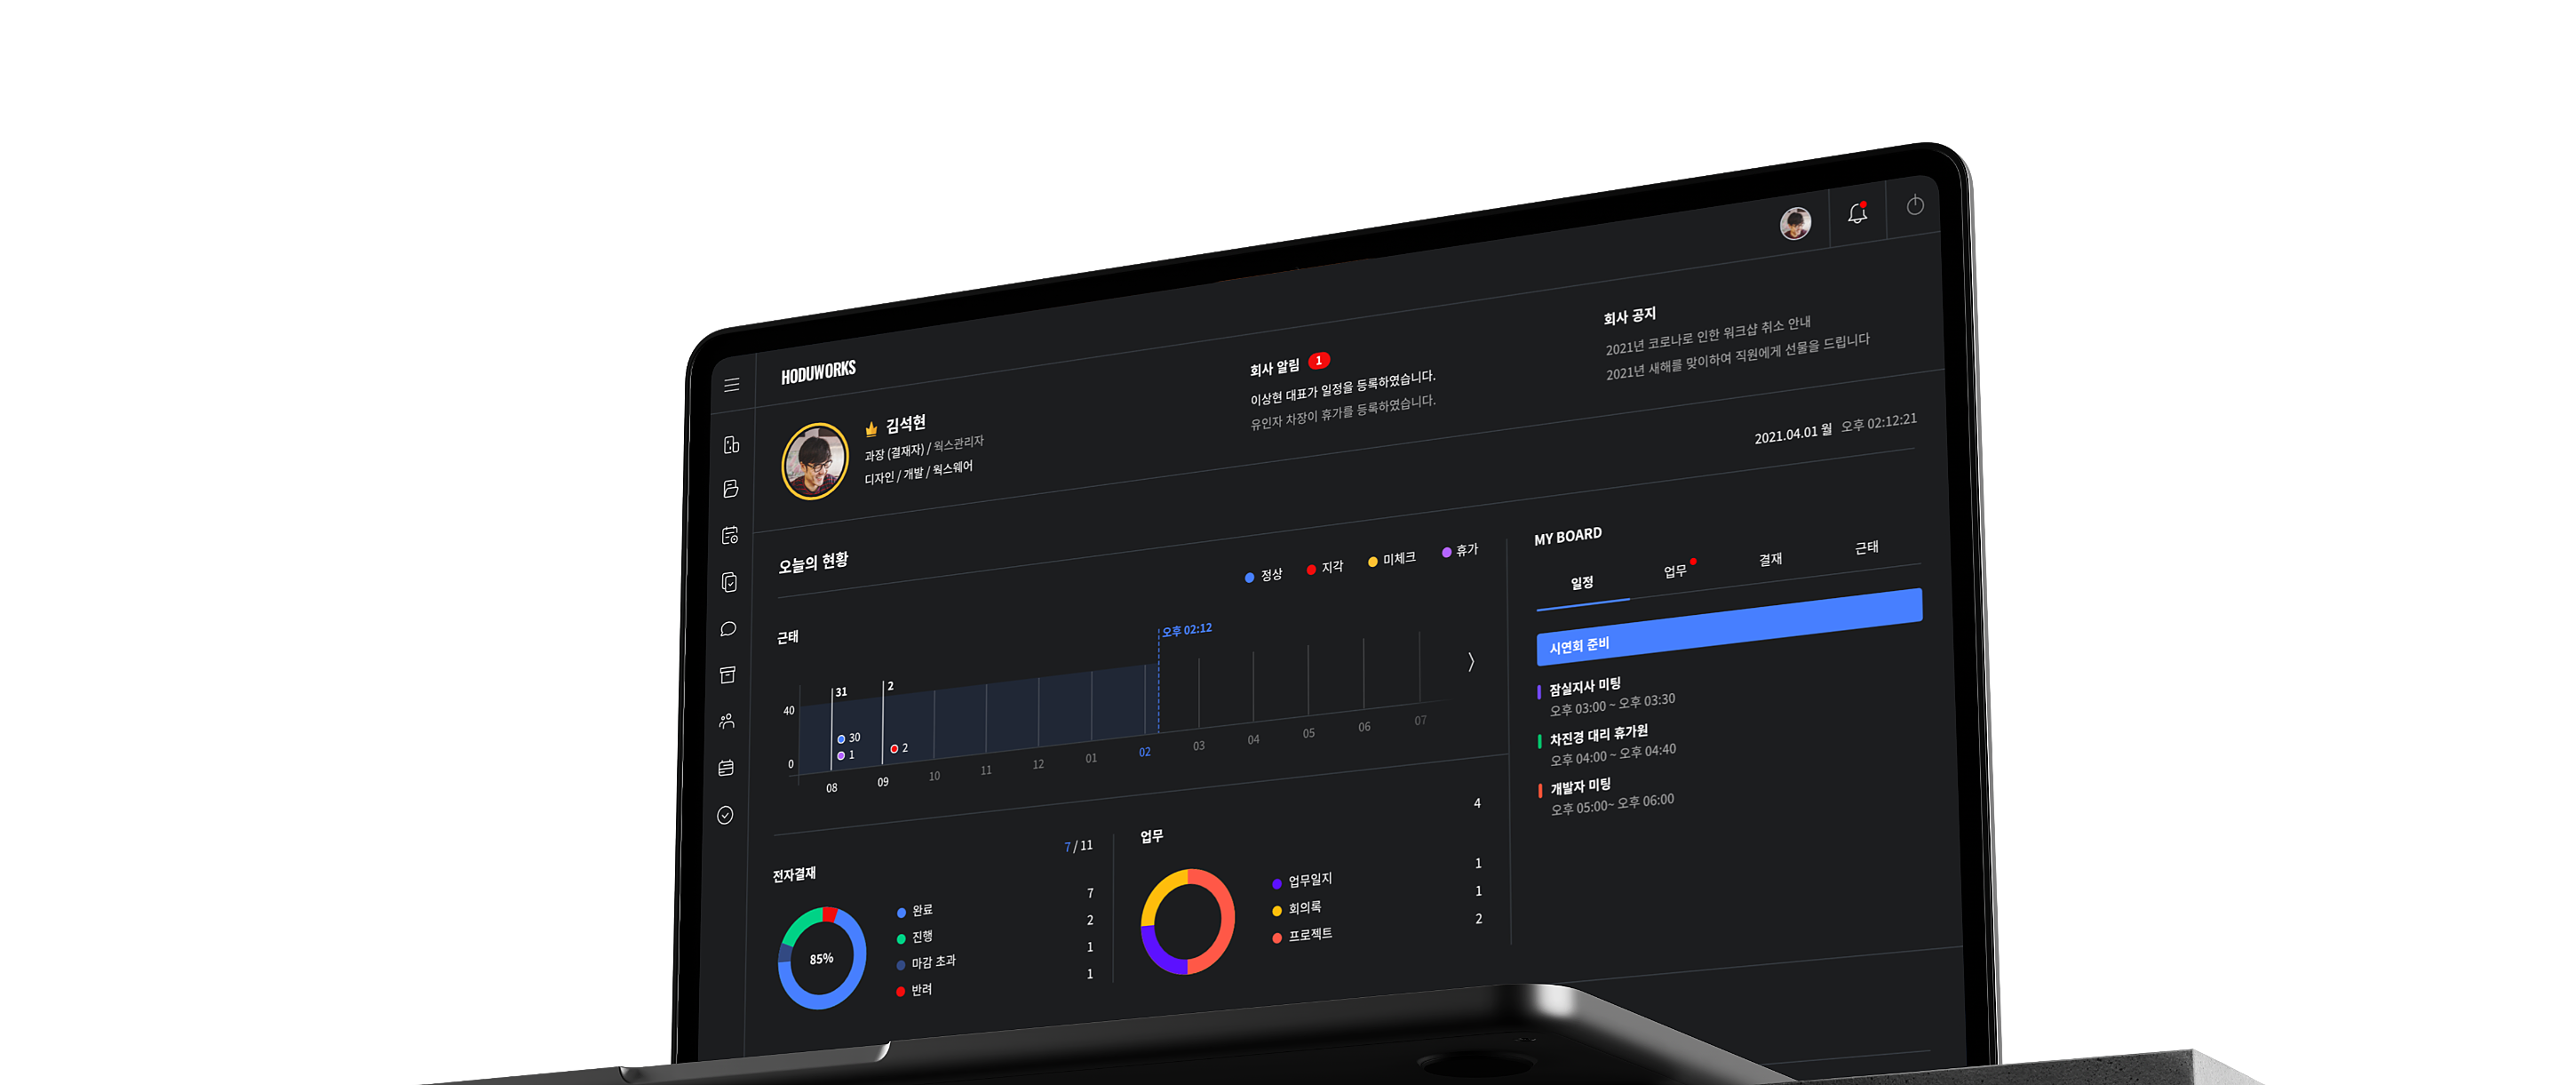 HODUWORKS
김석현
과장 (결재자) / 웍스관리자
디자인 / 개발 / 웍스웨어
회사 알림 1
이상현 대표가 일정을 등록하였습니다.
유인자 차장이 휴가를 등록하였습니다.
회사 공지
2021년 코로나로 인한 워크샵 취소 안내
2021년 새해를 맞이하여 직원에게 선물을 드립니다
2021.04.01 월 오후 02:12:21
오늘의 현황
정상 지각 미체크 휴가
근태
오후 02:12
40
0
31
30
1
2
2
08 09 10 11 12 01 02 03 04 05 06 07
전자결재 7 / 11
85%
완료 7
진행 2
마감 초과 1
반려 1
업무 4
업무일지 1
회의록 1
프로젝트 2
MY BOARD
일정 업무 결재 근태
시연회 준비
잠실지사 미팅
오후 03:00 ~ 오후 03:30
차진경 대리 휴가원
오후 04:00 ~ 오후 04:40
개발자 미팅
오후 05:00~ 오후 06:00